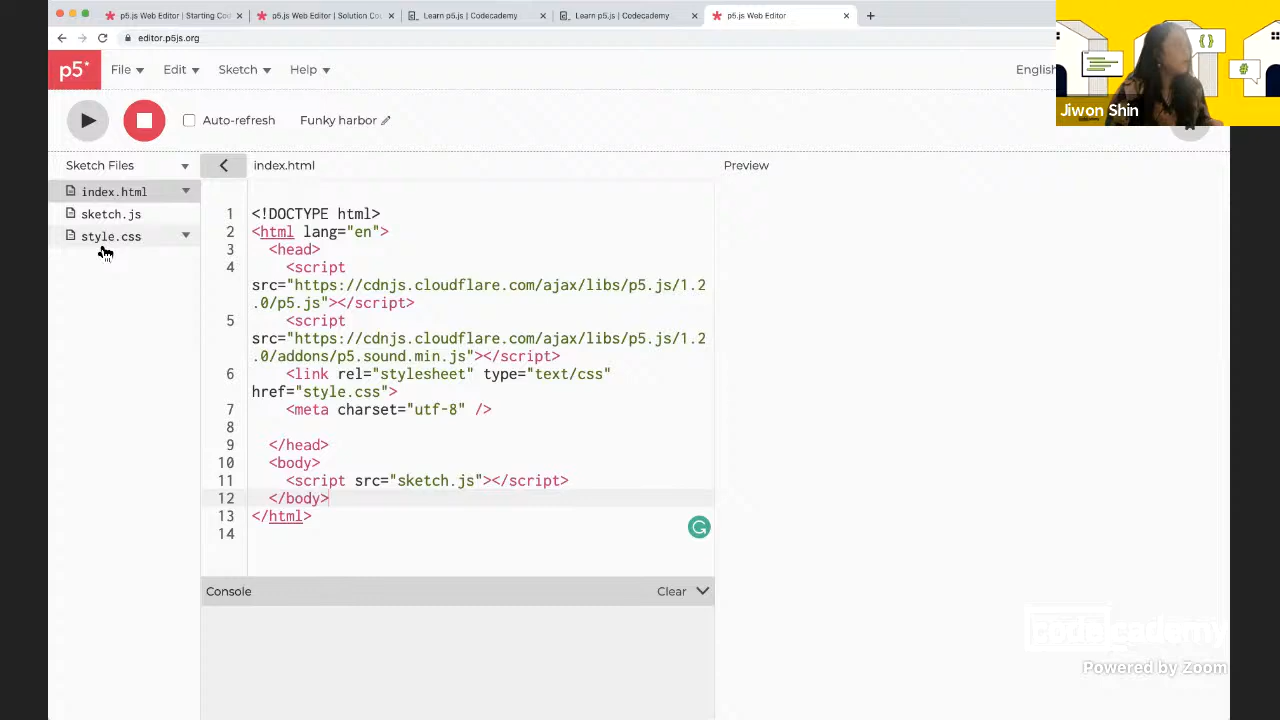 p5.js Web Editor | Starting Cod
p5.js Web Editor | Solution Co
Learn p5.js | Codecademy
Learn p5.js | Codecademy
p5.js Web Editor
editor.p5js.org
p5*
File
Edit
Sketch
Help
English
Auto-refresh
Funky harbor
Jiwon Shin
Sketch Files
index.html
Preview
index.html
sketch.js
style.css
1 <!DOCTYPE html>
2 <html lang="en">
3 <head>
4 <script
src="https://cdnjs.cloudflare.com/ajax/libs/p5.js/1.2
.0/p5.js"></script>
5 <script
src="https://cdnjs.cloudflare.com/ajax/libs/p5.js/1.2
.0/addons/p5.sound.min.js"></script>
6 <link rel="stylesheet" type="text/css"
href="style.css">
7 <meta charset="utf-8" />
8
9 </head>
10 <body>
11 <script src="sketch.js"></script>
12 </body>
13 </html>
14
Console
Clear
codecademy
Powered by Zoom